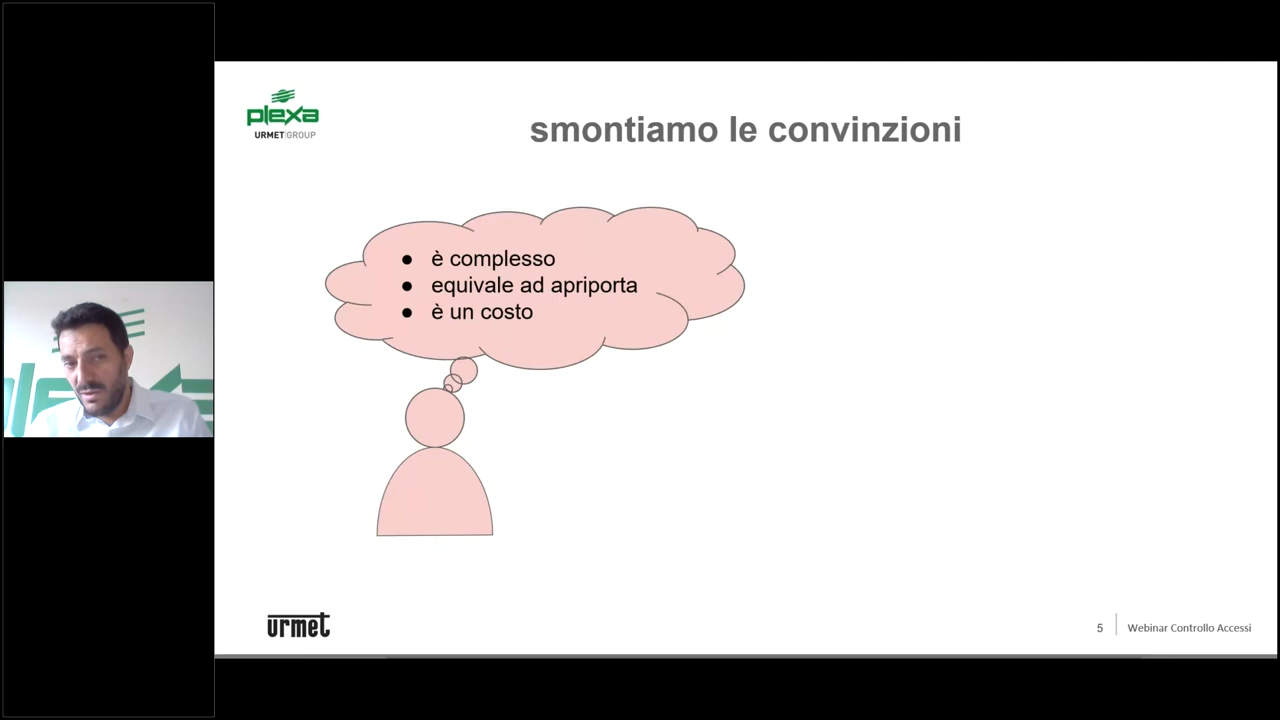 plexa
URMET GROUP
smontiamo le convinzioni
● è complesso
● equivale ad apriporta
● è un costo
urmet
5
Webinar Controllo Accessi